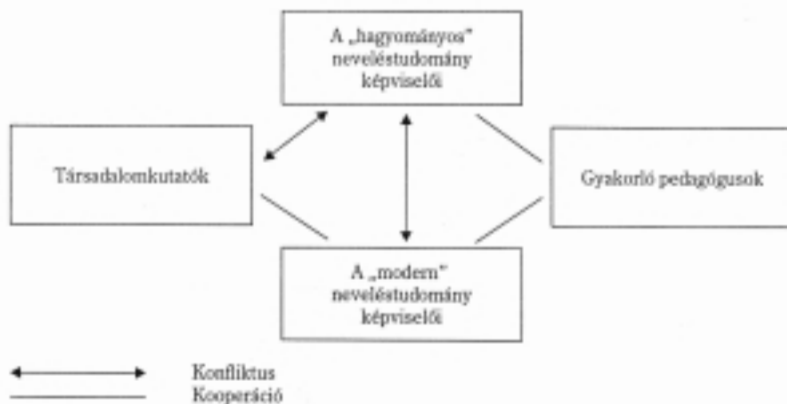 A „hagyományos"
neveléstudomány
képviselői
Társadalomkutatók
Gyakorló pedagógusok
A „modern"
neveléstudomány
képviselői
Konfliktus
Kooperáció